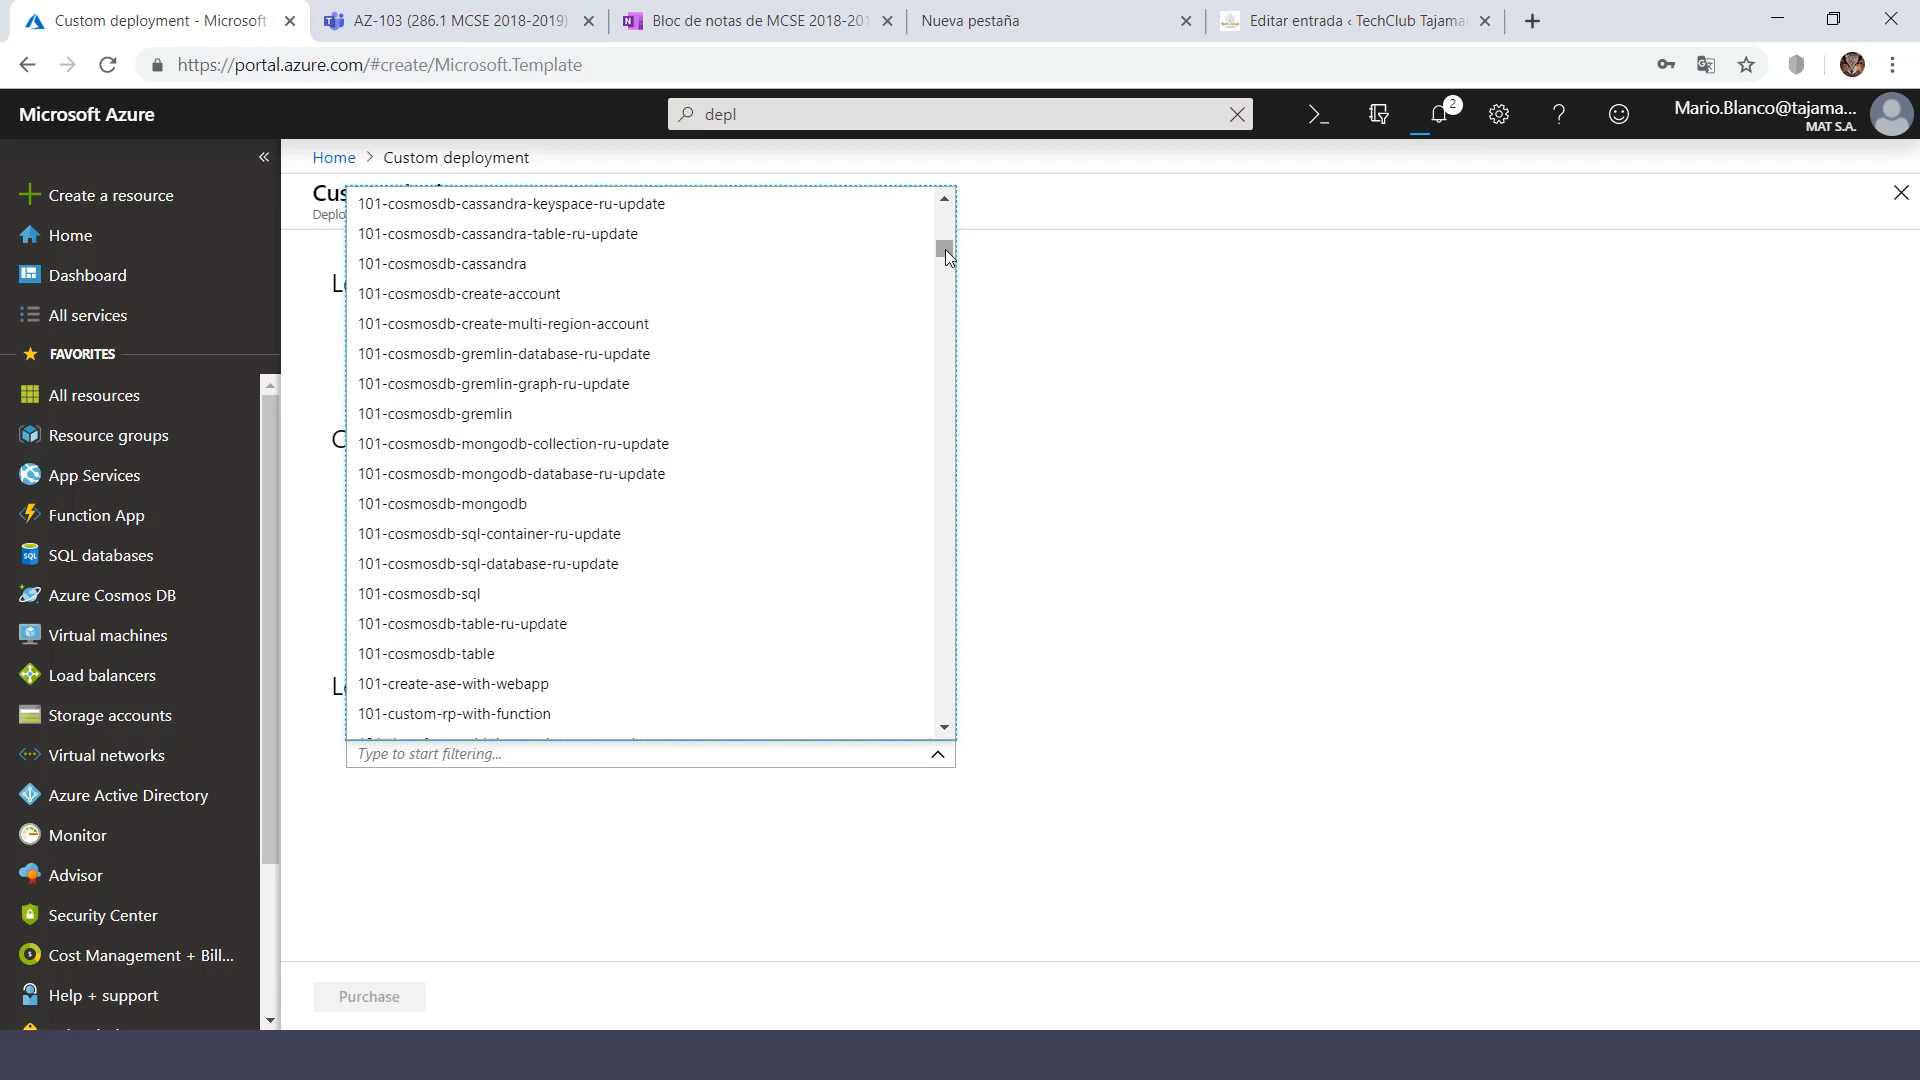 Custom deployment - Microsoft
AZ-103 (286.1 MCSE 2018-2019)
Bloc de notas de MCSE 2018-201
Nueva pestaña
Editar entrada ‹ TechClub Tajama
https://portal.azure.com/#create/Microsoft.Template
Microsoft Azure
depl
2
Mario.Blanco@tajama...
MAT S.A.
Home > Custom deployment
Cus
Deplo
Create a resource
Home
Dashboard
All services
FAVORITES
All resources
Resource groups
App Services
Function App
SQL databases
Azure Cosmos DB
Virtual machines
Load balancers
Storage accounts
Virtual networks
Azure Active Directory
Monitor
Advisor
Security Center
Cost Management + Bill...
Help + support
101-cosmosdb-cassandra-keyspace-ru-update
101-cosmosdb-cassandra-table-ru-update
101-cosmosdb-cassandra
101-cosmosdb-create-account
101-cosmosdb-create-multi-region-account
101-cosmosdb-gremlin-database-ru-update
101-cosmosdb-gremlin-graph-ru-update
101-cosmosdb-gremlin
101-cosmosdb-mongodb-collection-ru-update
101-cosmosdb-mongodb-database-ru-update
101-cosmosdb-mongodb
101-cosmosdb-sql-container-ru-update
101-cosmosdb-sql-database-ru-update
101-cosmosdb-sql
101-cosmosdb-table-ru-update
101-cosmosdb-table
101-create-ase-with-webapp
101-custom-rp-with-function
Type to start filtering...
Purchase